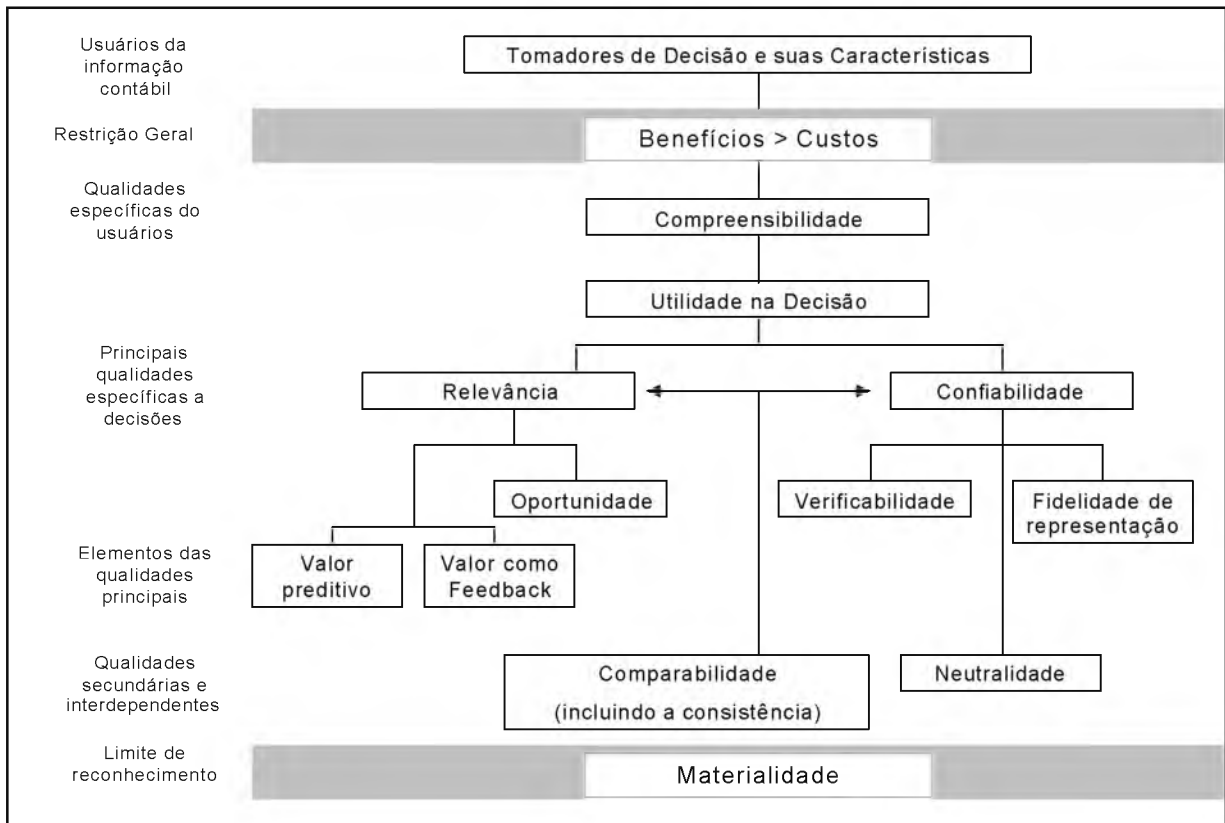 Usuários da
informação
contábil
Tomadores de Decisão e suas Características
Restrição Geral
Benefícios > Custos
Qualidades
específicas do
usuários
Compreensibilidade
Utilidade na Decisão
Principais
qualidades
específicas a
decisões
Relevância
Confiabilidade
Oportunidade
Verificabilidade
Fidelidade de
representação
Elementos das
qualidades
principais
Valor
preditivo
Valor como
Feedback
Qualidades
secundárias e
interdependentes
Comparabilidade
(incluindo a consistência)
Neutralidade
Limite de
reconhecimento
Materialidade